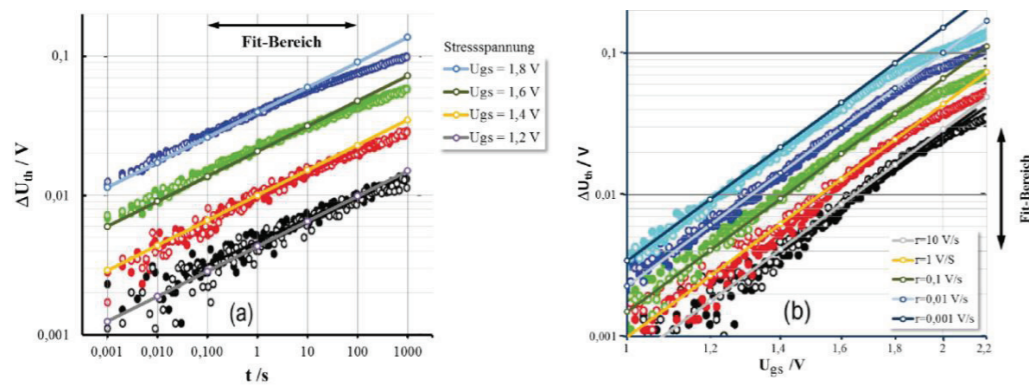 (a)
Fit-Bereich
ΔUth / V
0,1
0,01
0,001
0,001 0,010 0,100 1 10 100 1000
t /s
Stressspannung
Ugs = 1,8 V
Ugs = 1,6 V
Ugs = 1,4 V
Ugs = 1,2 V
(b)
ΔUth / V
0,1
0,01
0,001
1 1,2 1,4 1,6 1,8 2 2,2
Ugs /V
Fit-Bereich
r=10 V/s
r=1 V/S
r=0,1 V/s
r=0,01 V/s
r=0,001 V/s